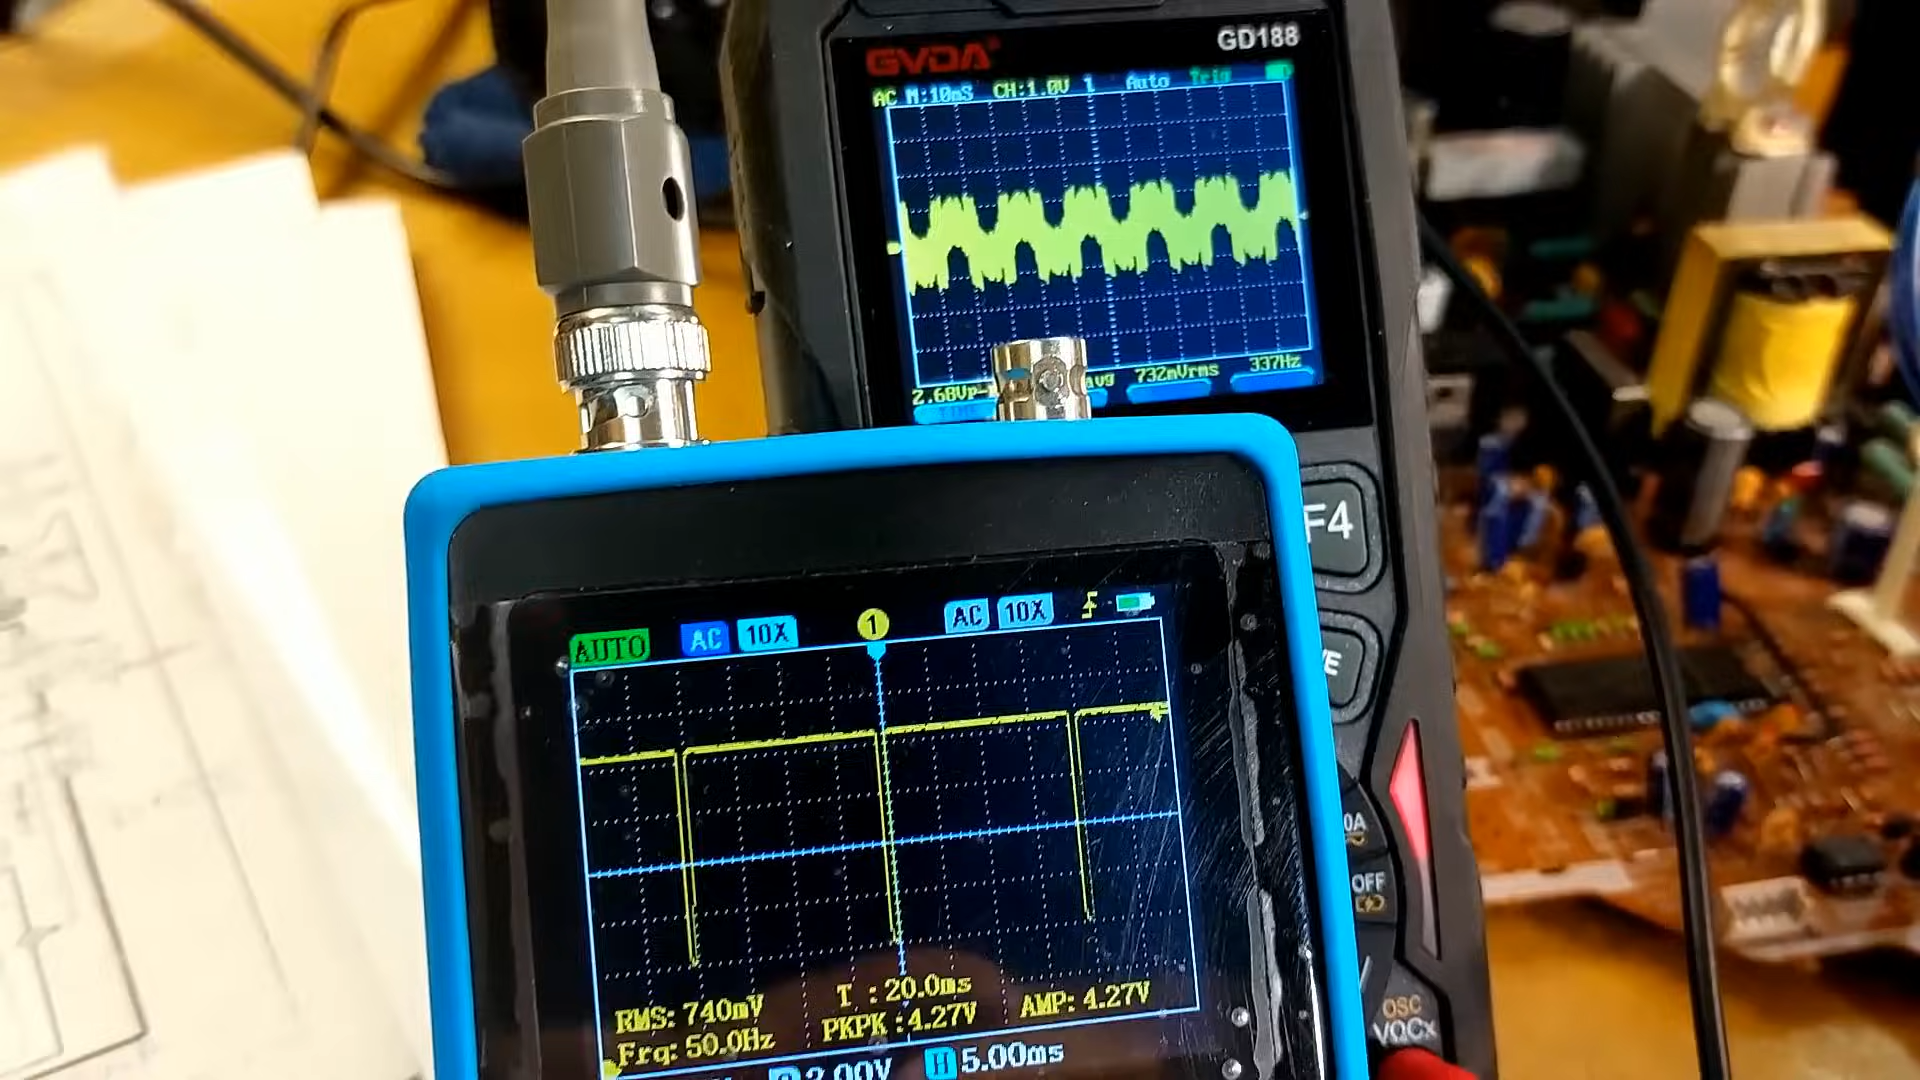 GVDA GD188
AC M:10mS CH:1.0V 1 Auto Trig
2.68Vp- avg 732mVrms 337Hz
F4
AUTO AC 10X 1 AC 10X
0A
OFF
RMS: 740mV T : 20.0ms AMP: 4.27V
Frq: 50.0Hz PKPK : 4.27V
2.00V H 5.00ms
OSC